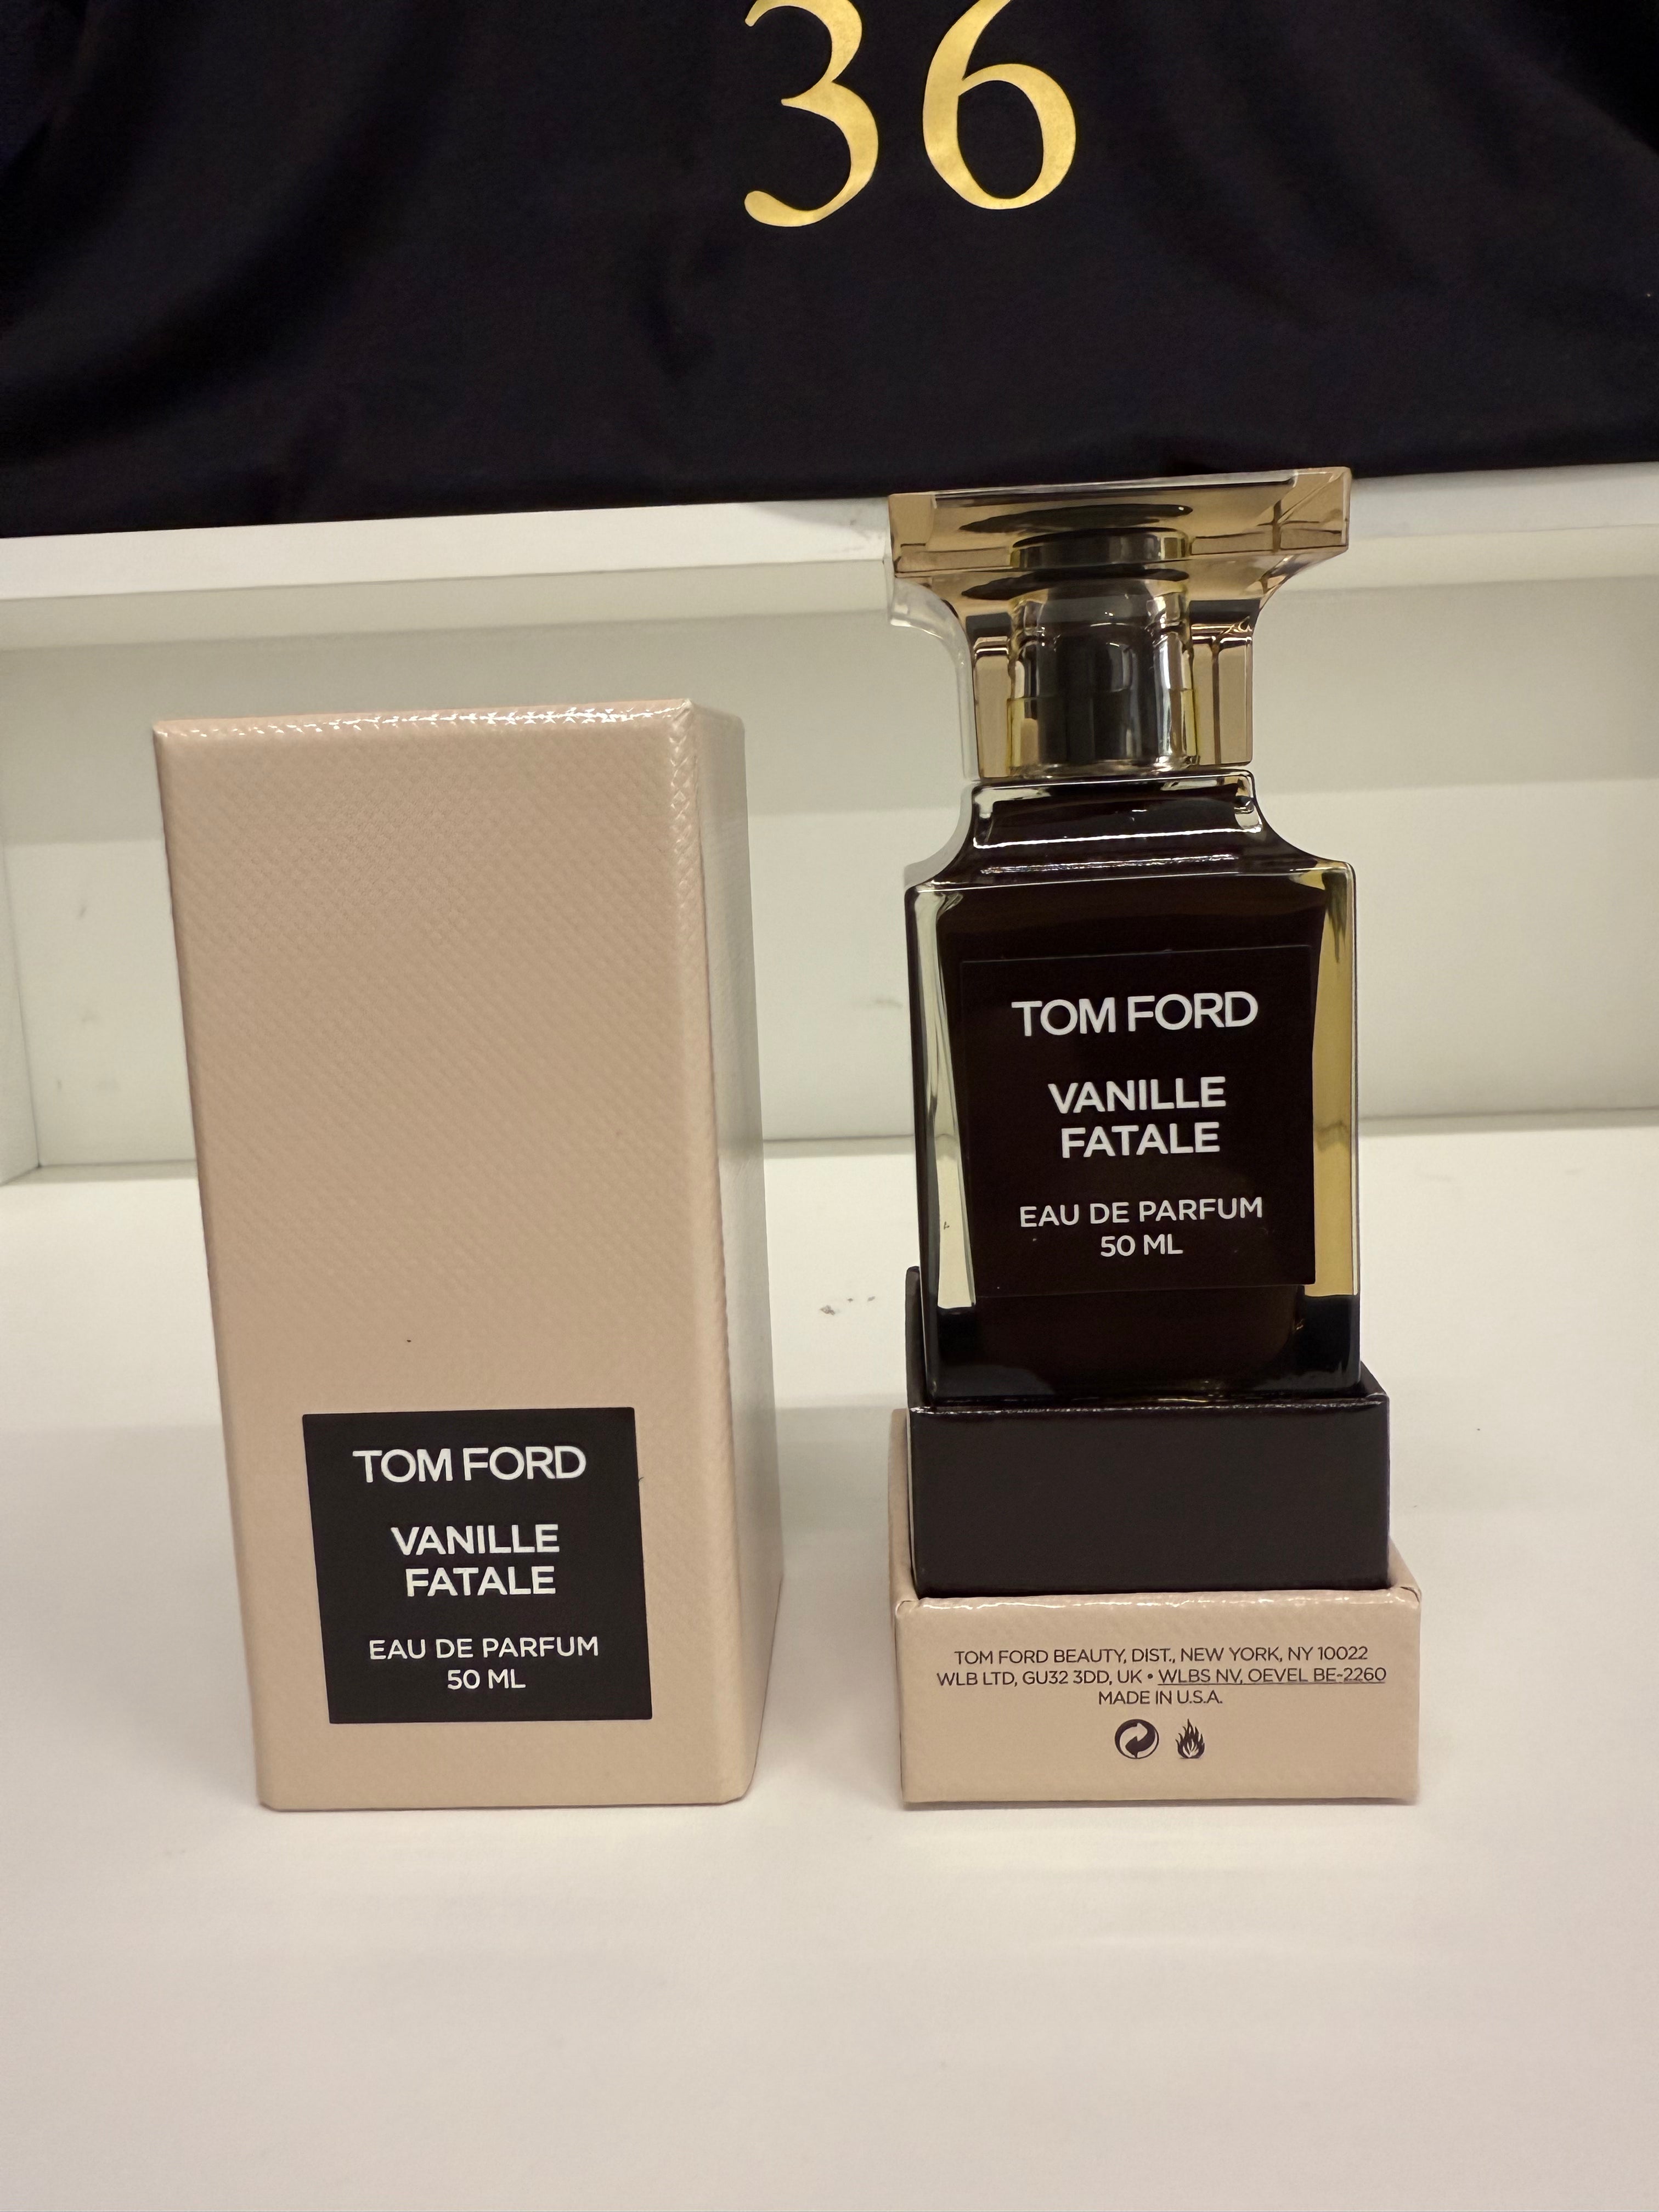 36
TOM FORD
VANILLE
FATALE
EAU DE PARFUM
50 ML
TOM FORD
VANILLE
FATALE
EAU DE PARFUM
50 ML
TOM FORD BEAUTY, DIST., NEW YORK, NY 10022
WLB LTD, GU32 3DD, UK • WLBS NV, OEVEL BE-2260
MADE IN U.S.A.